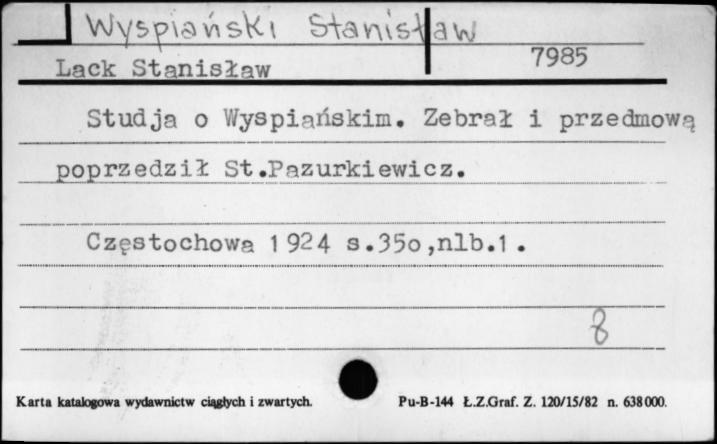 Wyspiański Stanisław
7985
Lack Stanisław
Studja o Wyspiańskim. Zebrał i przedmową
poprzedził St.Pazurkiewicz.
Częstochowa 1924 s.35o,nlb.1.
8
Karta katalogowa wydawnictw ciągłych i zwartych.
Pu-B-144 Ł.Z.Graf. Z. 120/15/82 n. 638000.